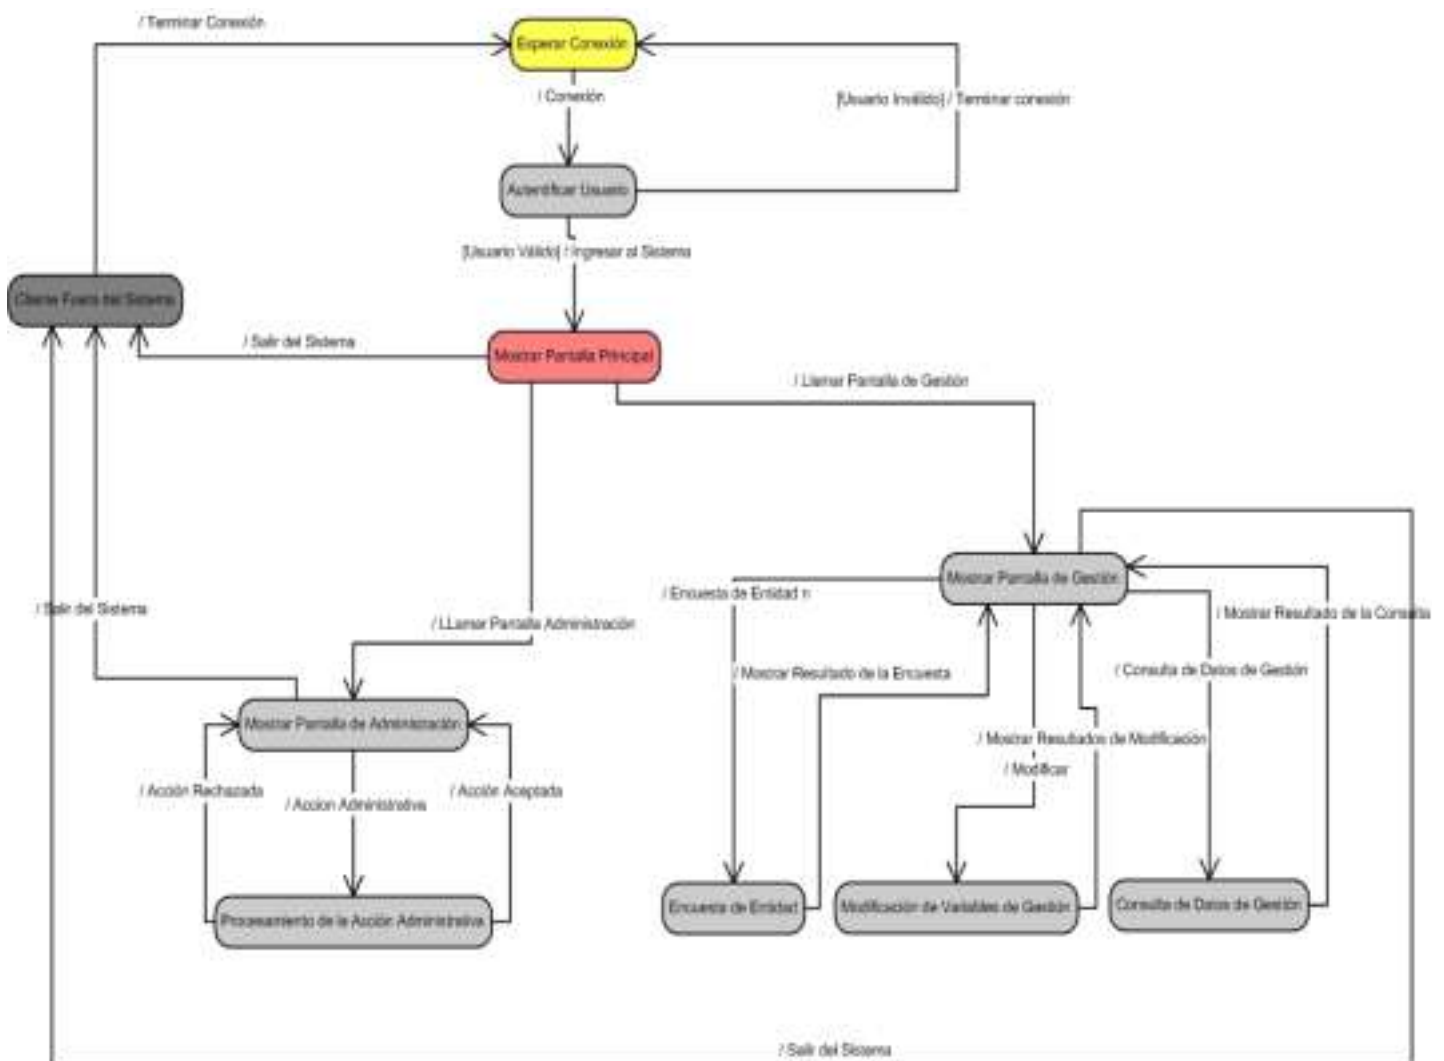 / Terminar Conexión
Esperar Conexión
/ Conexión
[Usuario Inválido] / Terminar conexión
Autentificar Usuario
[Usuario Válido] / Ingresar al Sistema
Cliente Fuera del Sistema
/ Salir del Sistema
Mostrar Pantalla Principal
/ Llamar Pantalla de Gestión
Mostrar Pantalla de Gestión
/ Encuesta de Entidad n
/ Salir del Sistema
/ Mostrar Resultado de la Consulta
/ LLamar Pantalla Administración
/ Mostrar Resultado de la Encuesta
/ Consulta de Datos de Gestión
Mostrar Pantalla de Administración
/ Mostrar Resultados de Modificación
/ Modificar
/ Acción Rechazada
/ Accion Administrativa
/ Acción Aceptada
Encuesta de Entidad
Modificación de Variables de Gestión
Consulta de Datos de Gestión
Procesamiento de la Acción Administrativa
/ Salir del Sistema